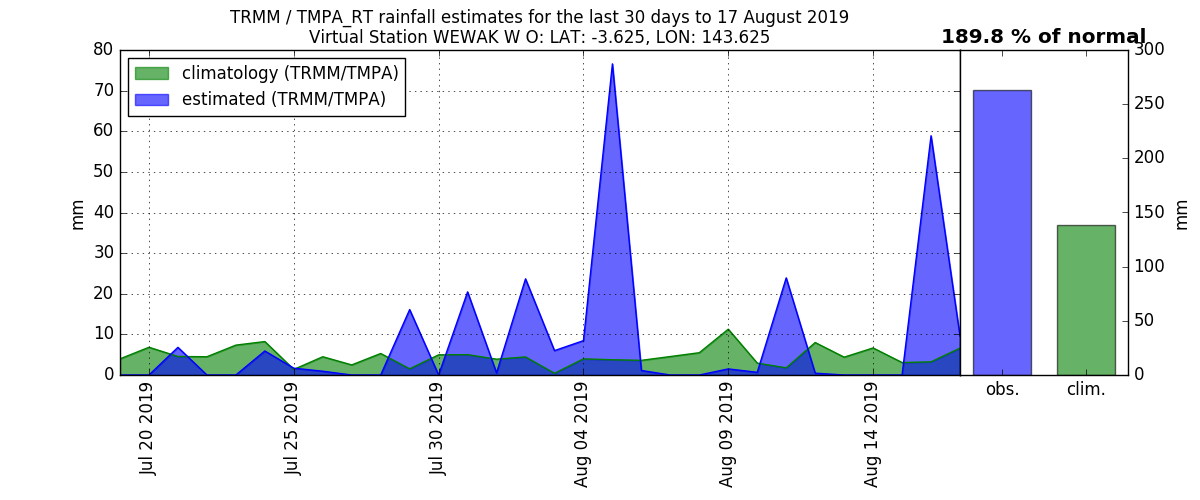 TRMM / TMPA_RT rainfall estimates for the last 30 days to 17 August 2019
Virtual Station WEWAK W O: LAT: -3.625, LON: 143.625
189.8 % of normal
climatology (TRMM/TMPA)
estimated (TRMM/TMPA)
80
70
60
50
40
30
20
10
0
mm
Jul 20 2019
Jul 25 2019
Jul 30 2019
Aug 04 2019
Aug 09 2019
Aug 14 2019
300
250
200
150
100
50
0
mm
obs.
clim.